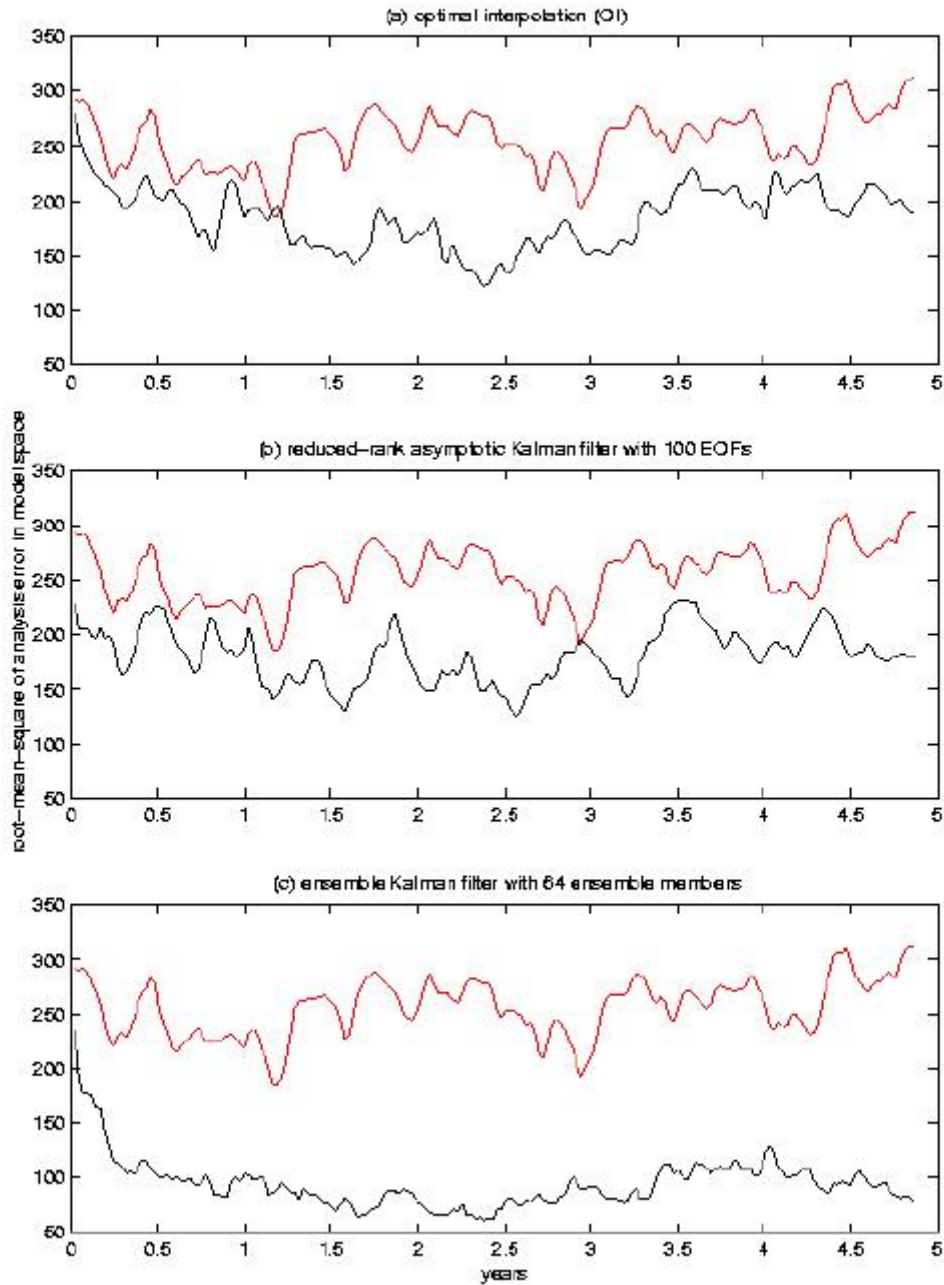 (a) optimal interpolation (OI)
350
300
250
200
150
100
50
0 0.5 1 1.5 2 2.5 3 3.5 4 4.5 5
root-mean-square of analysis error in model space
(b) reduced-rank asymptotic Kalman filter with 100 EOFs
350
300
250
200
150
100
50
0 0.5 1 1.5 2 2.5 3 3.5 4 4.5 5
(c) ensemble Kalman filter with 64 ensemble members
350
300
250
200
150
100
50
0 0.5 1 1.5 2 2.5 3 3.5 4 4.5 5
years